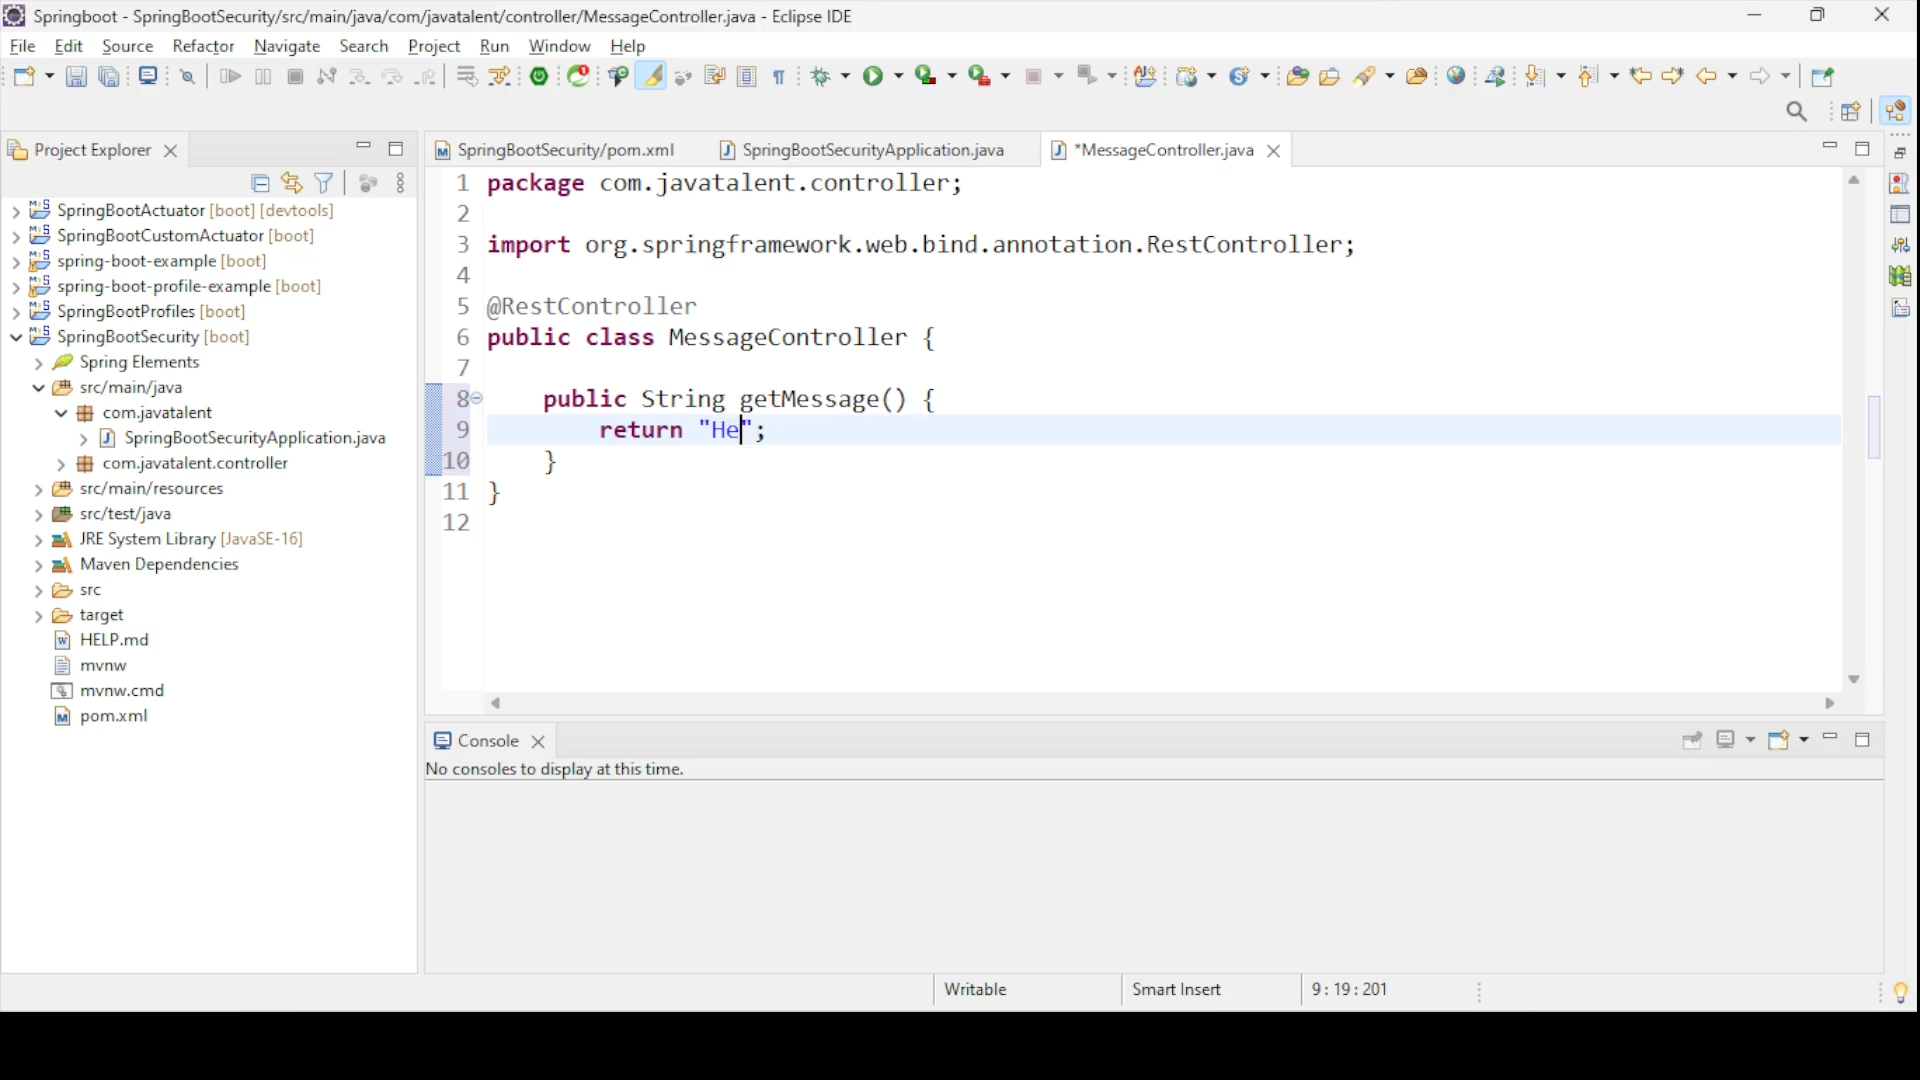 Springboot - SpringBootSecurity/src/main/java/com/javatalent/controller/MessageController.java - Eclipse IDE
File Edit Source Refactor Navigate Search Project Run Window Help
Project Explorer
SpringBootActuator [boot] [devtools]
SpringBootCustomActuator [boot]
spring-boot-example [boot]
spring-boot-profile-example [boot]
SpringBootProfiles [boot]
SpringBootSecurity [boot]
Spring Elements
src/main/java
com.javatalent
SpringBootSecurityApplication.java
com.javatalent.controller
src/main/resources
src/test/java
JRE System Library [JavaSE-16]
Maven Dependencies
src
target
HELP.md
mvnw
mvnw.cmd
pom.xml
SpringBootSecurity/pom.xml SpringBootSecurityApplication.java *MessageController.java
1 package com.javatalent.controller;
2
3 import org.springframework.web.bind.annotation.RestController;
4
5 @RestController
6 public class MessageController {
7
8 public String getMessage() {
9 return "He";
10 }
11 }
12
Console
No consoles to display at this time.
Writable Smart Insert 9 : 19 : 201